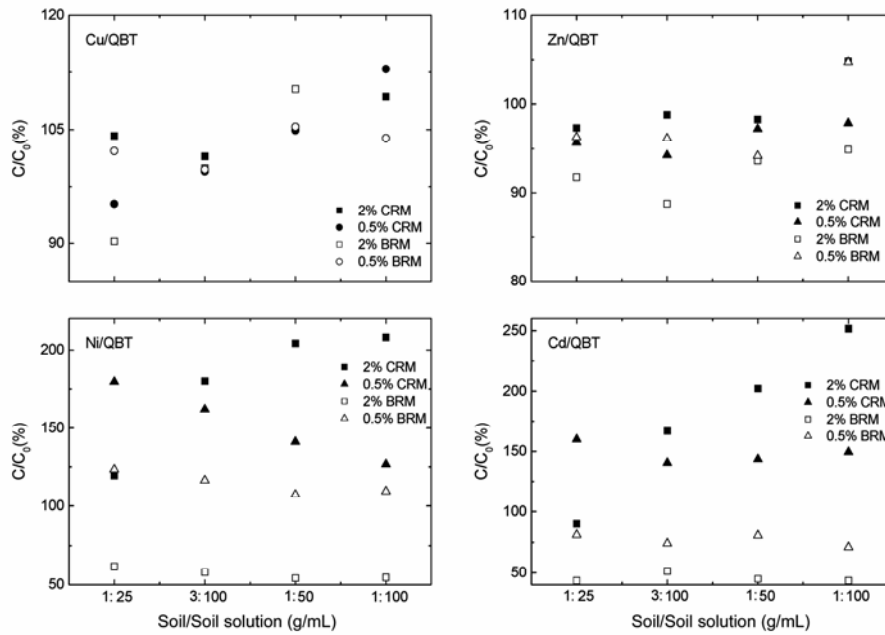 120
105
90
C/C₀(%)
Cu/QBT
2% CRM
0.5% CRM
2% BRM
0.5% BRM
110
100
90
80
C/C₀(%)
Zn/QBT
2% CRM
0.5% CRM
2% BRM
0.5% BRM
200
150
100
50
C/C₀(%)
Ni/QBT
2% CRM
0.5% CRM
2% BRM
0.5% BRM
1:25 3:100 1:50 1:100
Soil/Soil solution (g/mL)
250
200
150
100
50
C/C₀(%)
Cd/QBT
2% CRM
0.5% CRM
2% BRM
0.5% BRM
1:25 3:100 1:50 1:100
Soil/Soil solution (g/mL)